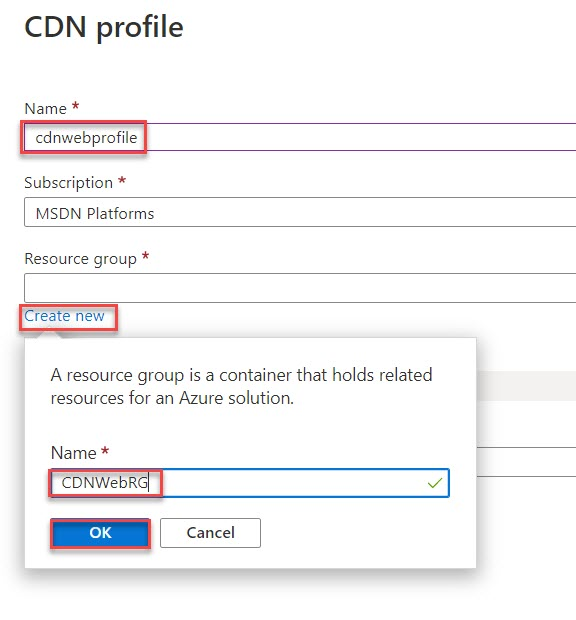 CDN profile
Name *
cdnwebprofile
Subscription *
MSDN Platforms
Resource group *
Create new
A resource group is a container that holds related
resources for an Azure solution.
Name *
CDNWebRG
OK
Cancel